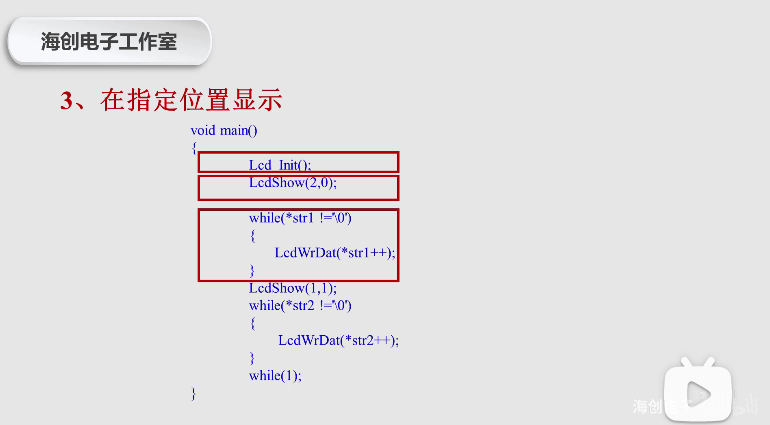 海创电子工作室
3、在指定位置显示
void main()
{
Lcd_Init();
LcdShow(2,0);
while(*str1 !='\0')
{
LcdWrDat(*str1++);
}
LcdShow(1,1);
while(*str2 !='\0')
{
LcdWrDat(*str2++);
}
while(1);
}
海创电子